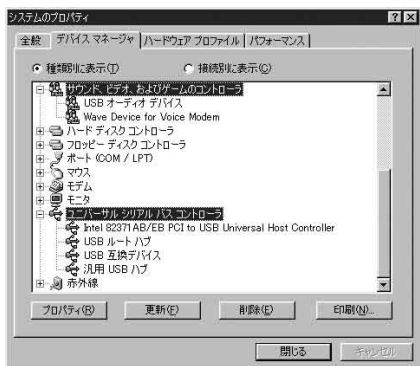 システムのプロパティ
全般 デバイス マネージャ ハードウェア プロファイル パフォーマンス
種類別に表示(T) 接続別に表示(C)
サウンド、ビデオ、およびゲームのコントローラ
USB オーディオ デバイス
Wave Device for Voice Modem
ハード ディスク コントローラ
フロッピー ディスク コントローラ
ポート (COM / LPT)
マウス
モデム
モニタ
ユニバーサル シリアル バス コントローラ
Intel 82371AB/EB PCI to USB Universal Host Controller
USB ルート ハブ
USB 互換デバイス
汎用 USB ハブ
赤外線
プロパティ(R) 更新(F) 削除(E) 印刷(N)...
閉じる キャンセル